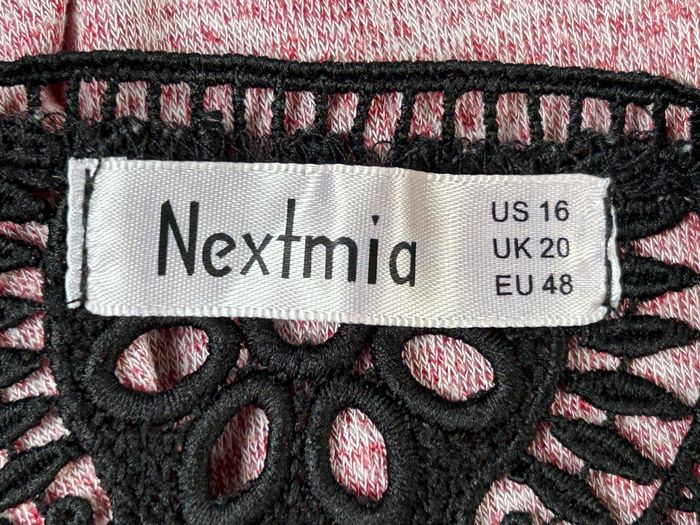 Nextmia
US 16
UK 20
EU 48